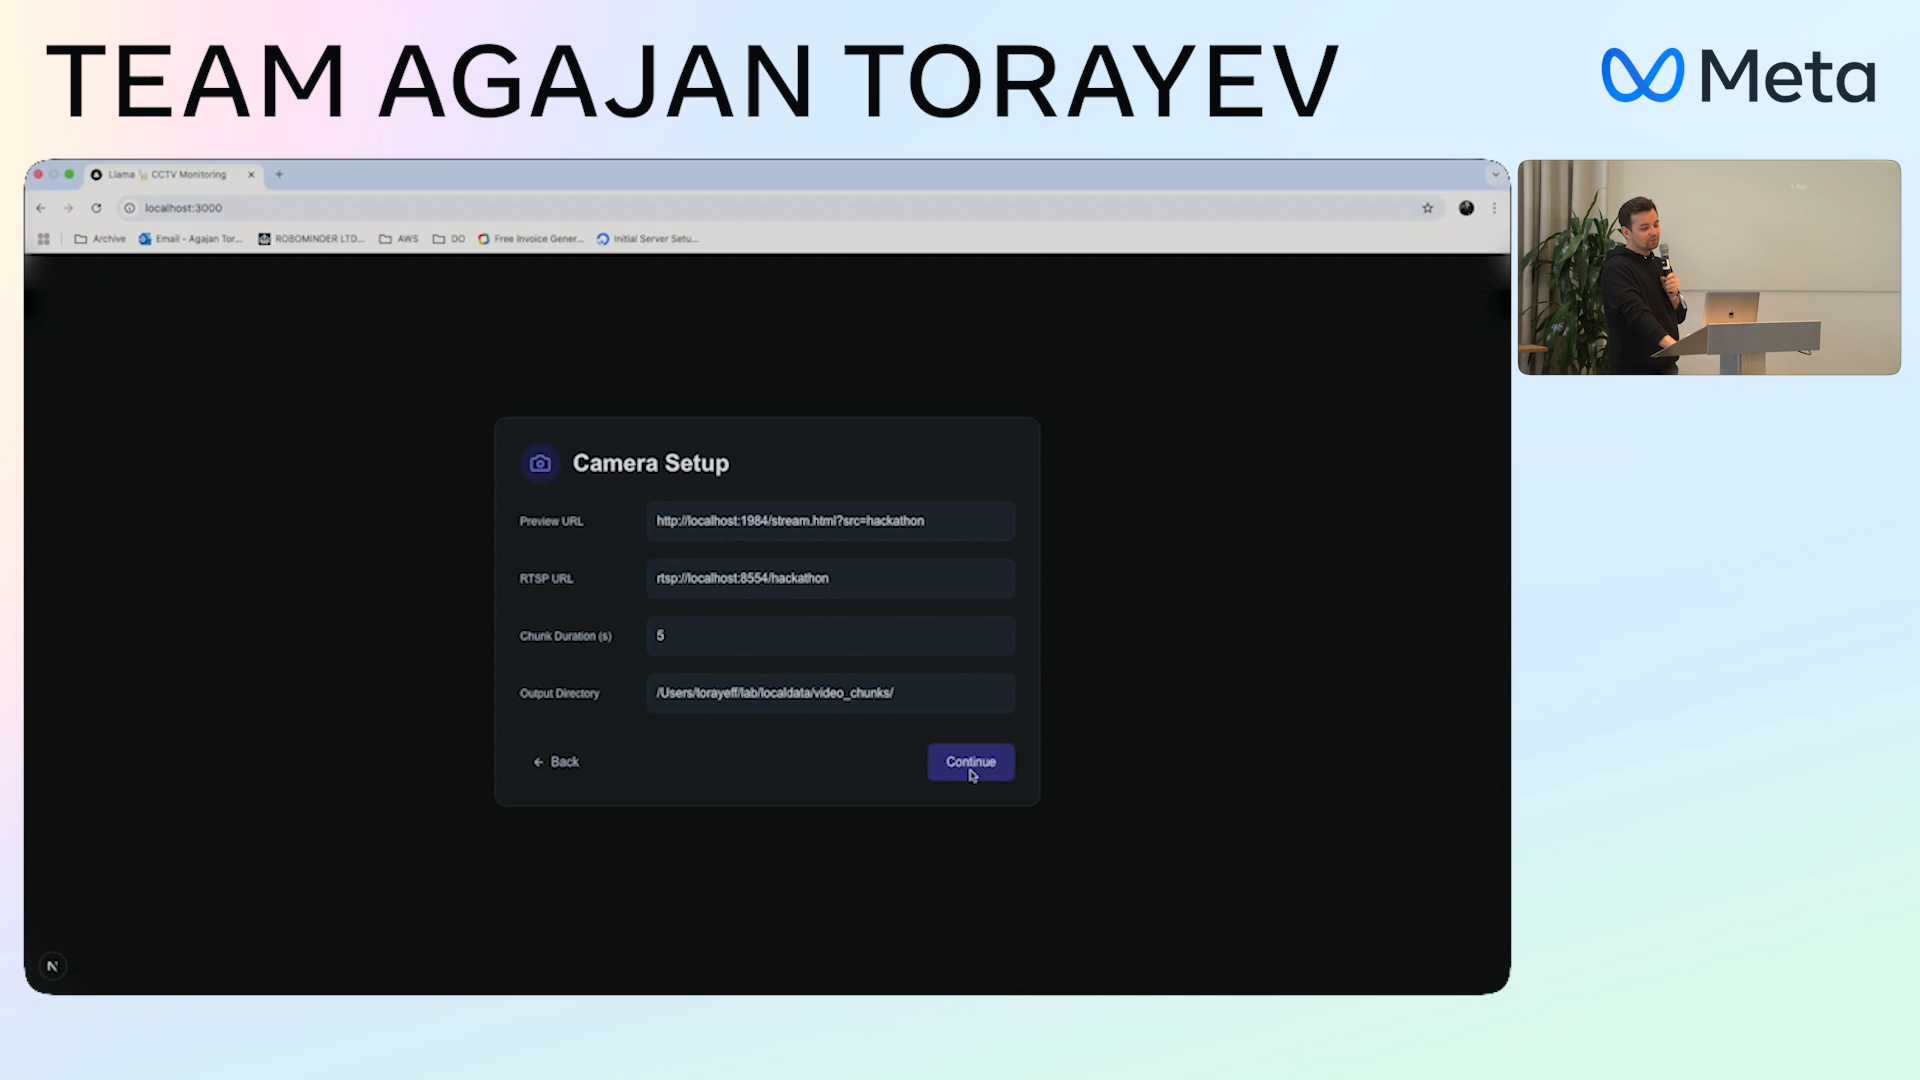 TEAM AGAJAN TORAYEV
Meta
Llama 🦙 CCTV Monitoring
localhost:3000
Archive
Email - Agajan Tor...
ROBOMINDER LTD...
AWS
DO
Free Invoice Gener...
Initial Server Setu...
Camera Setup
Preview URL
http://localhost:1984/stream.html?src=hackathon
RTSP URL
rtsp://localhost:8554/hackathon
Chunk Duration (s)
5
Output Directory
/Users/torayeff/lab/localdata/video_chunks/
← Back
Continue
N